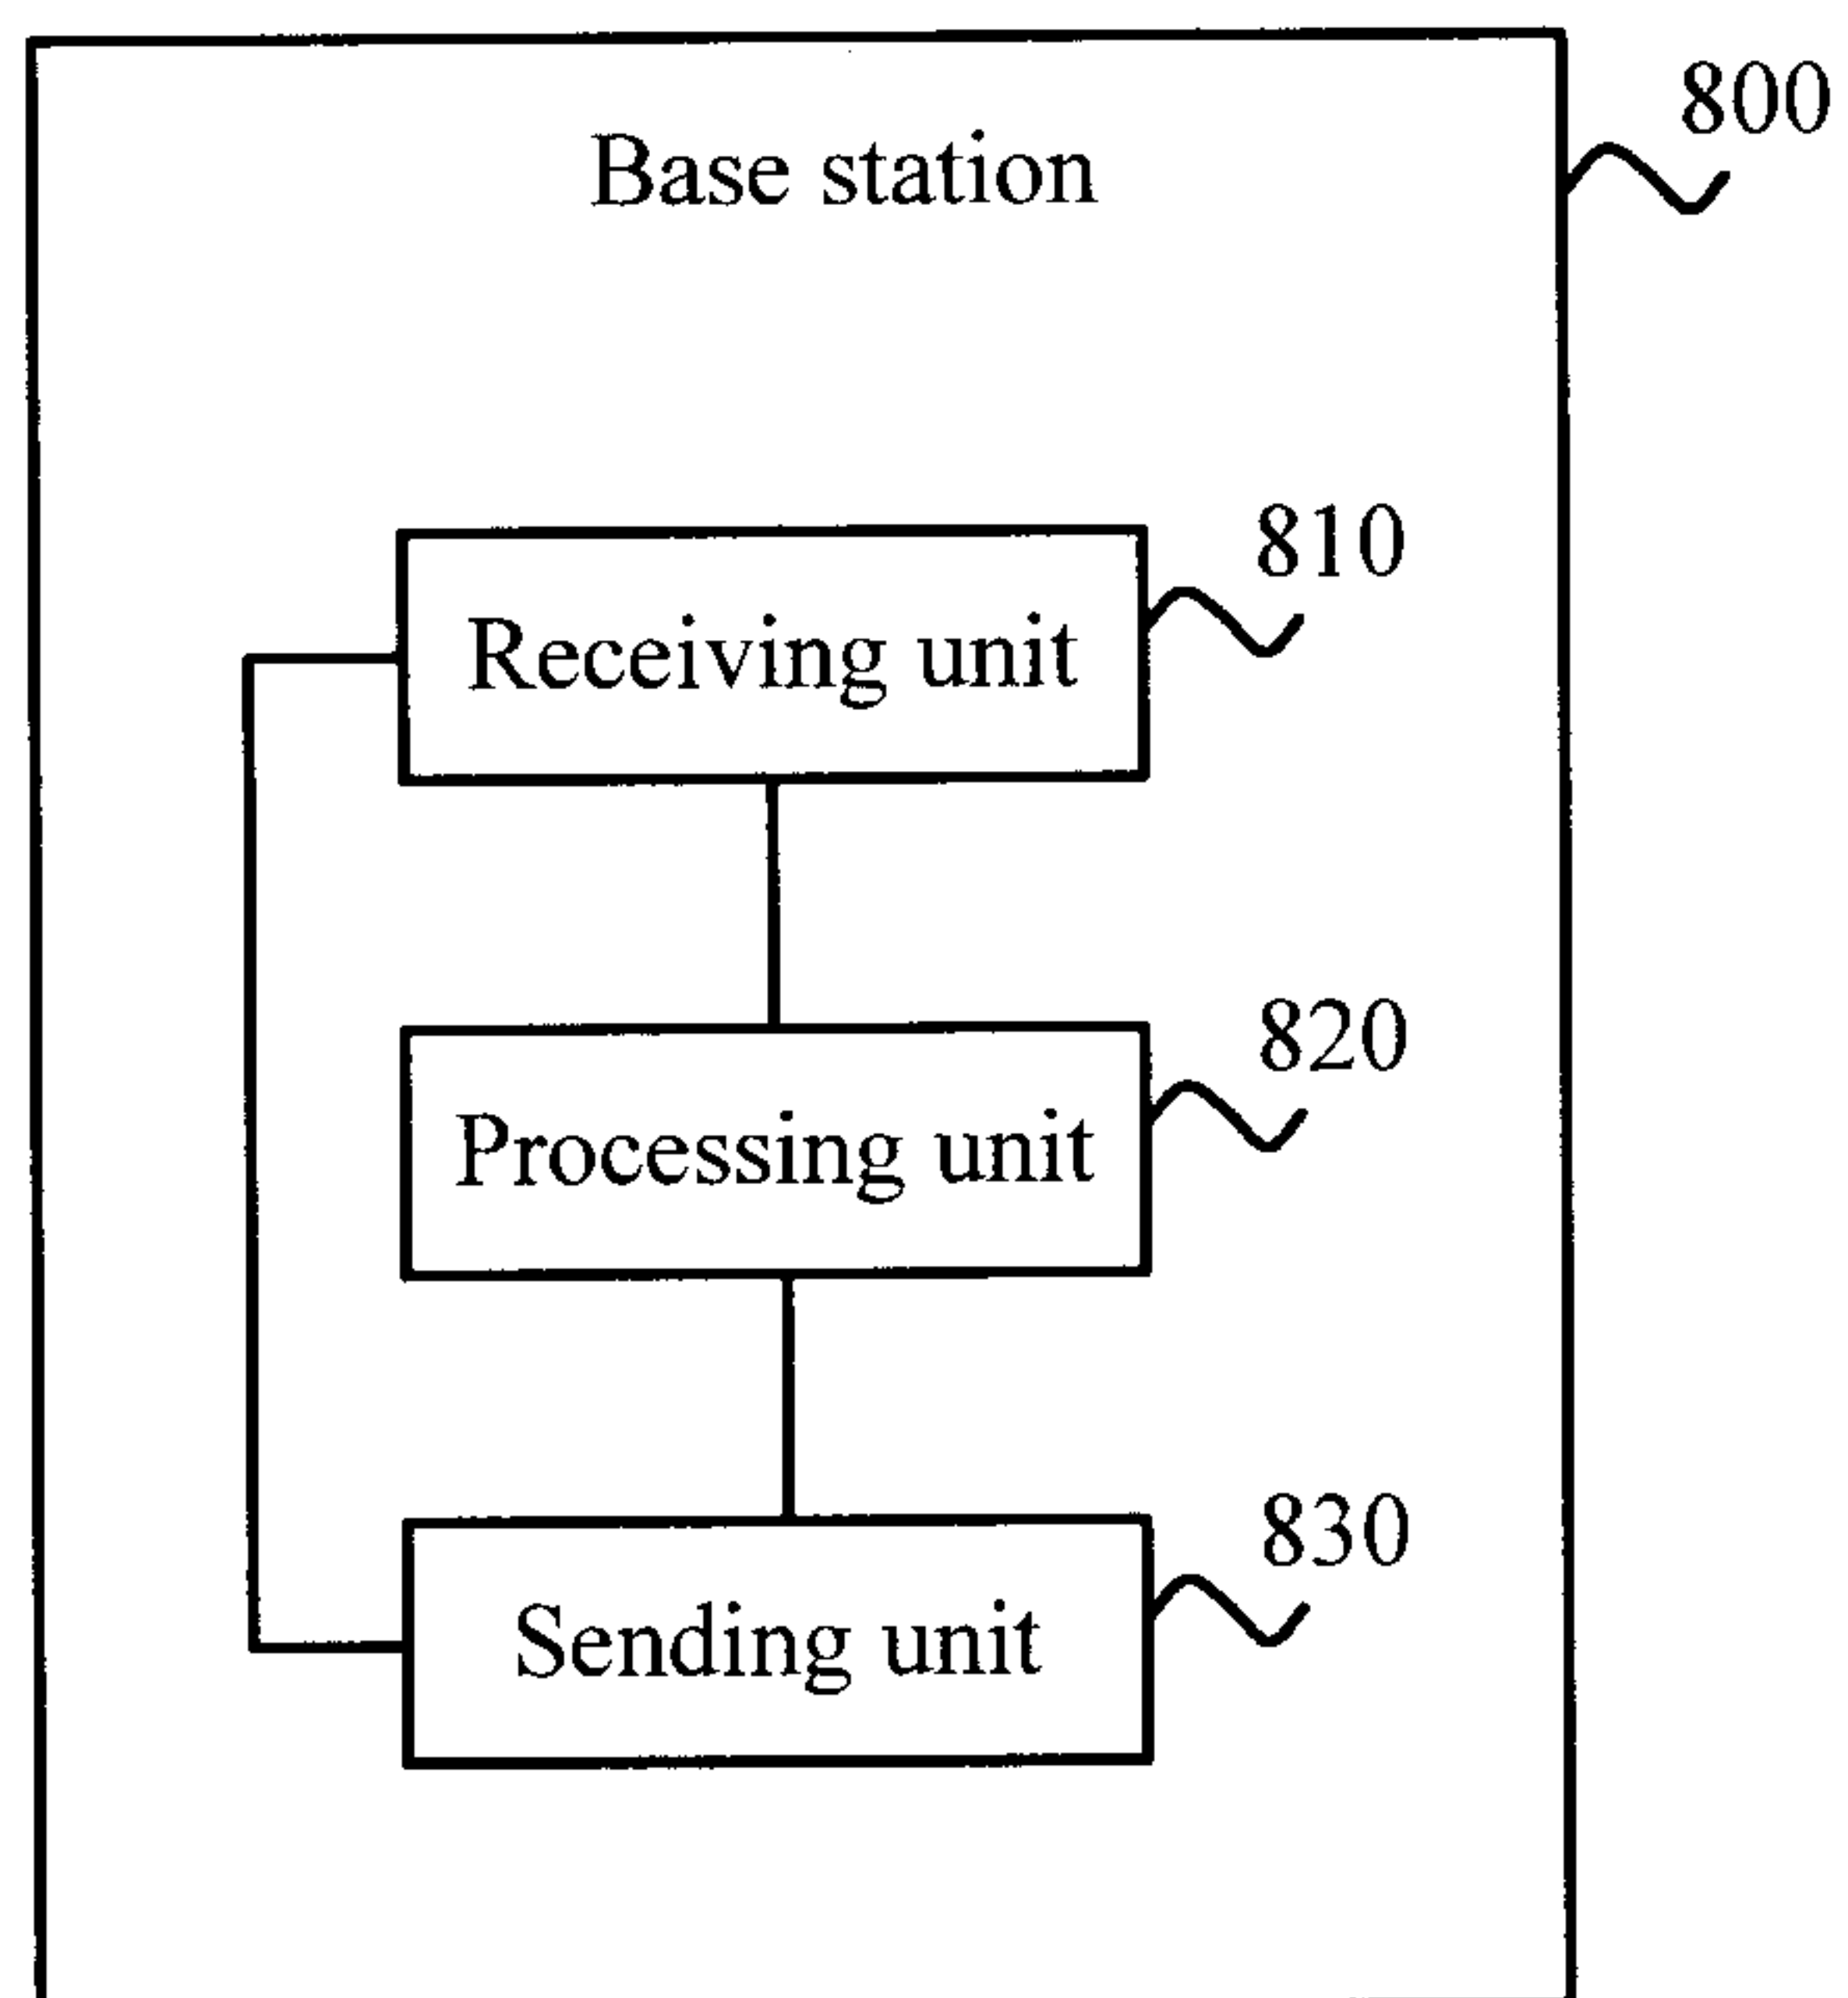 800
Base station
810
Receiving unit
820
Processing unit
830
Sending unit